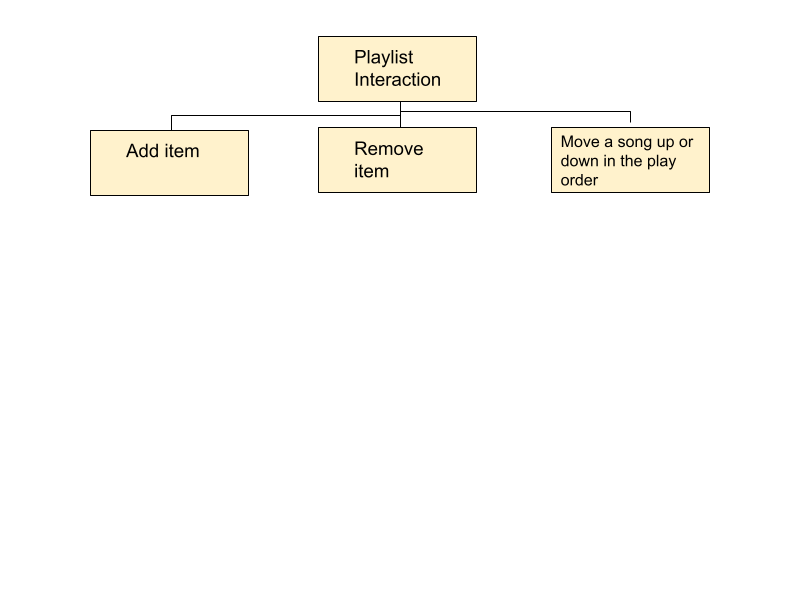 Playlist
Interaction
Add item
Remove
item
Move a song up or
down in the play
order